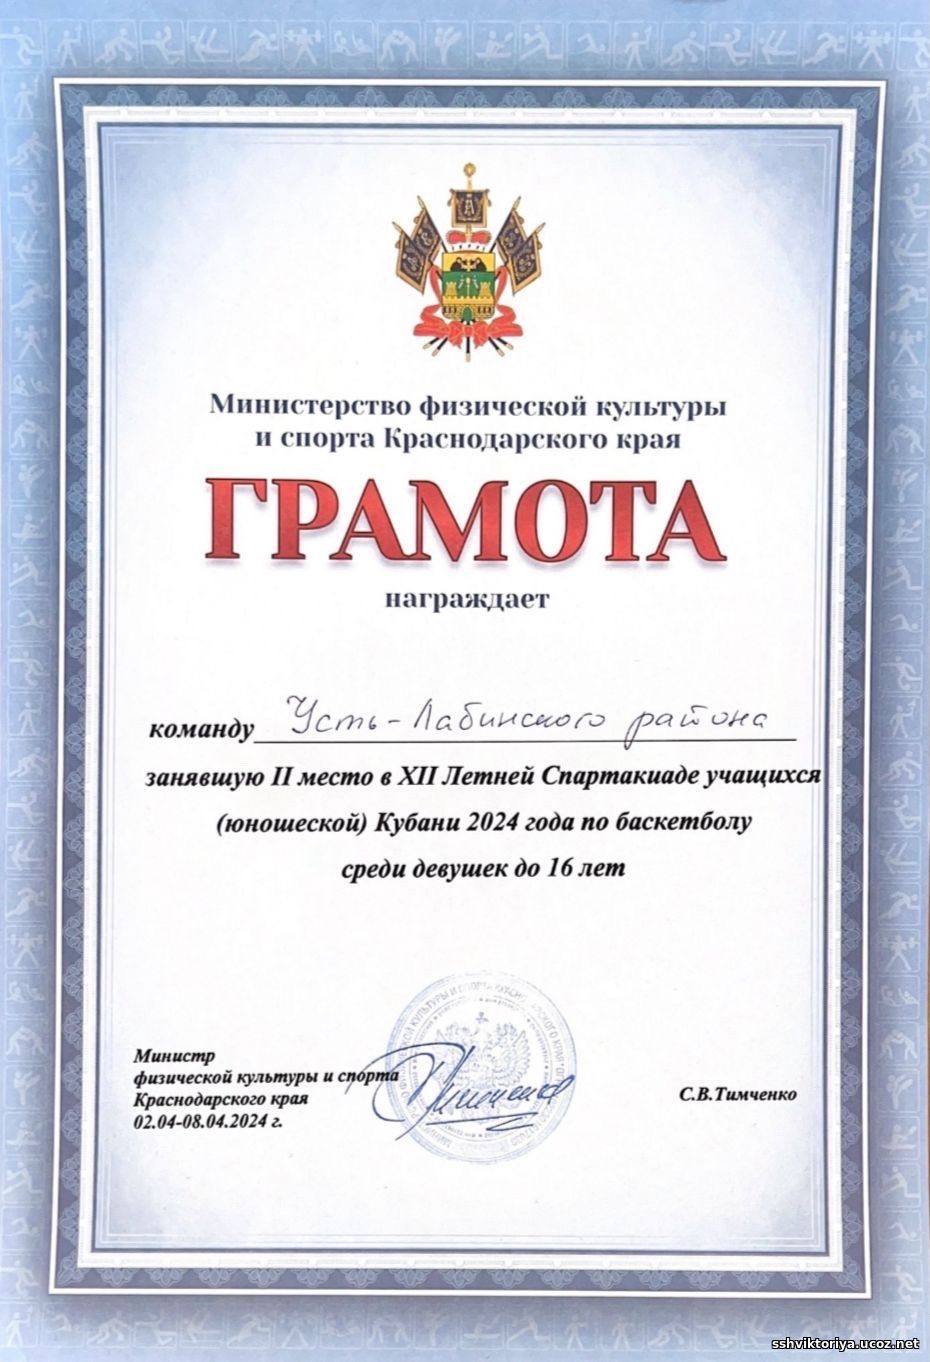 Министерство физической культуры
и спорта Краснодарского края
ГРАМОТА
награждает
команду Усть-Лабинского района
занявшую II место в XII Летней Спартакиаде учащихся
(юношеской) Кубани 2024 года по баскетболу
среди девушек до 16 лет
Министр
физической культуры и спорта
Краснодарского края
02.04-08.04.2024 г.
С.В.Тимченко
sshviktoriya.ucoz.net